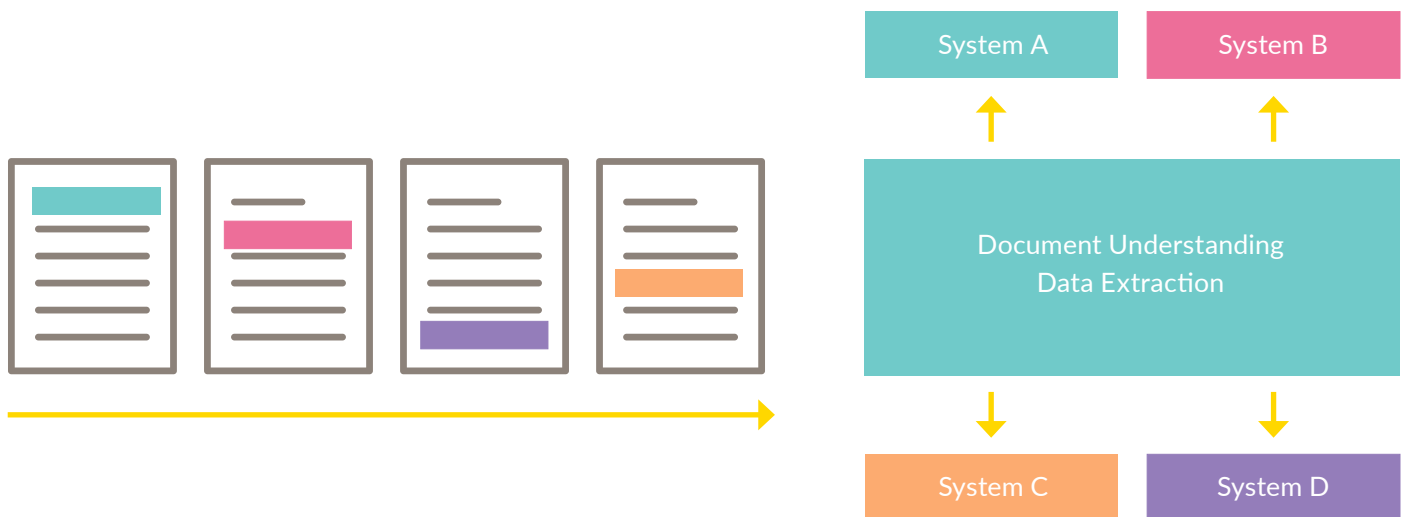 System A
System B
Document Understanding
Data Extraction
System C
System D